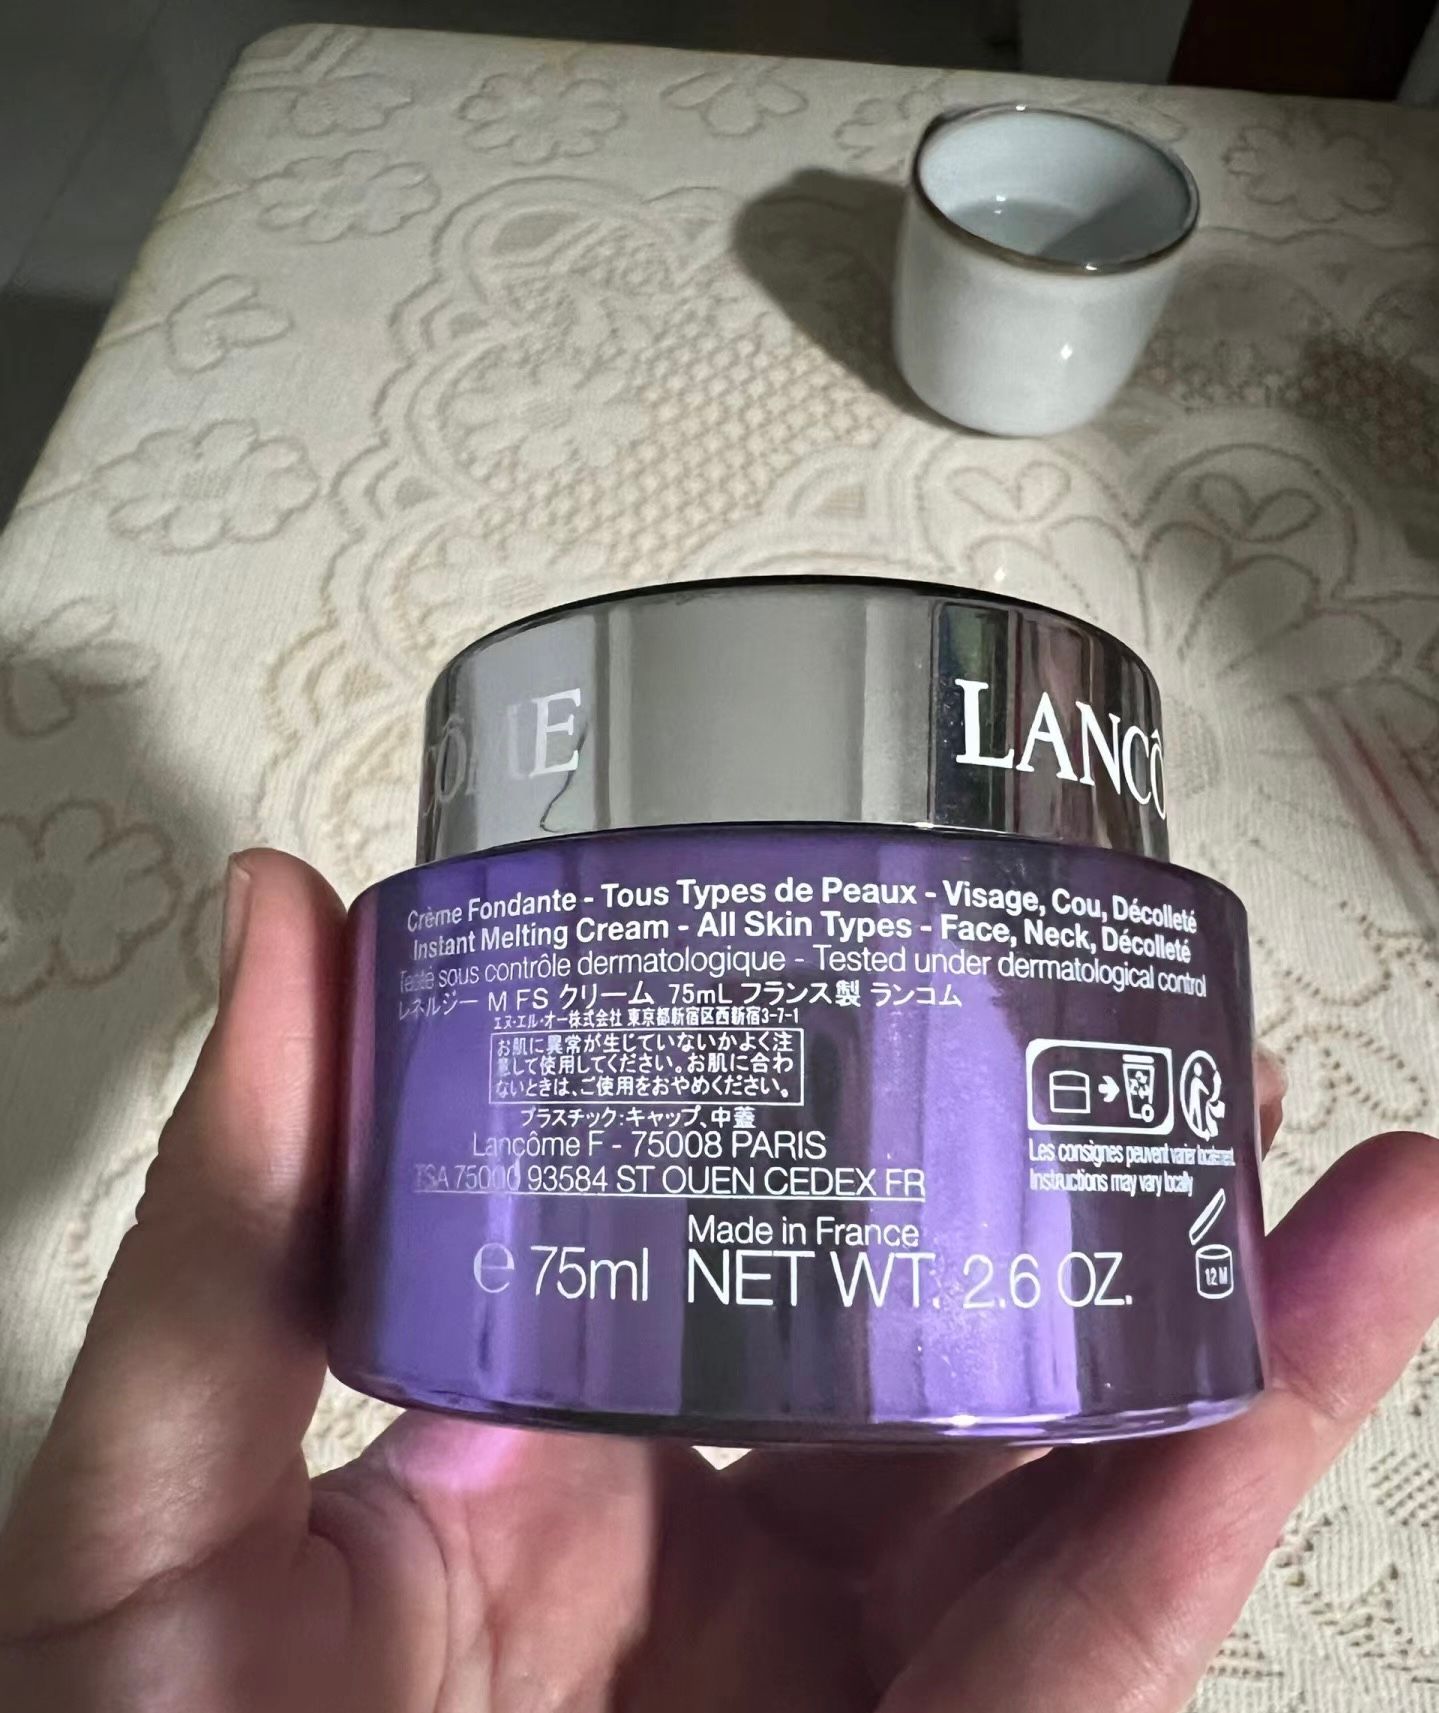 ÔME
LANCÔ
Crème Fondante - Tous Types de Peaux - Visage, Cou, Décolleté
Instant Melting Cream - All Skin Types - Face, Neck, Décolleté
Testé sous contrôle dermatologique - Tested under dermatological control
レネルジー M FS クリーム 75mL フランス製 ランコム
エヌ・エル・オー株式会社 東京都新宿区西新宿3-7-1
お肌に異常が生じていないかよく注
意して使用してください。お肌に合わ
ないときは、ご使用をおやめください。
プラスチック:キャップ、中蓋
Lancôme F - 75008 PARIS
TSA 75000 93584 ST OUEN CEDEX FR
Les consignes peuvent varier localement.
Instructions may vary locally
Made in France
e 75ml NET WT. 2.6 OZ.
12 M